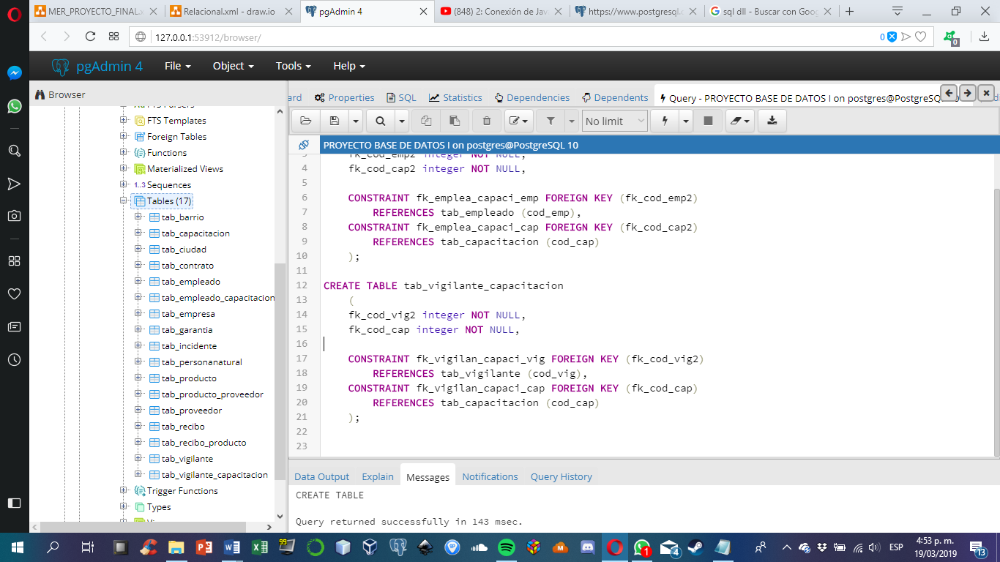 MER_PROYECTO_FINAL.x
Relacional.xml - draw.io
pgAdmin 4
(848) 2: Conexión de Jav
https://www.postgresql.
sql dll - Buscar con Goog
127.0.0.1:53912/browser/
0
0
pgAdmin 4
File
Object
Tools
Help
Browser
ard
Properties
SQL
Statistics
Dependencies
Dependents
Query - PROYECTO BASE DE DATOS I on postgres@PostgreSQL 10
No limit
PROYECTO BASE DE DATOS I on postgres@PostgreSQL 10
FTS Parsers
FTS Templates
Foreign Tables
Functions
Materialized Views
1..3 Sequences
Tables (17)
tab_barrio
tab_capacitacion
tab_ciudad
tab_contrato
tab_empleado
tab_empleado_capacitacion
tab_empresa
tab_garantia
tab_incidente
tab_personanatural
tab_producto
tab_producto_proveedor
tab_proveedor
tab_recibo
tab_recibo_producto
tab_vigilante
tab_vigilante_capacitacion
Trigger Functions
Types
3 fk_cod_emp2 integer NOT NULL,
4 fk_cod_cap2 integer NOT NULL,
5
6 CONSTRAINT fk_emplea_capaci_emp FOREIGN KEY (fk_cod_emp2)
7 REFERENCES tab_empleado (cod_emp),
8 CONSTRAINT fk_emplea_capaci_cap FOREIGN KEY (fk_cod_cap2)
9 REFERENCES tab_capacitacion (cod_cap)
10 );
11
12 CREATE TABLE tab_vigilante_capacitacion
13 (
14 fk_cod_vig2 integer NOT NULL,
15 fk_cod_cap integer NOT NULL,
16
17 CONSTRAINT fk_vigilan_capaci_vig FOREIGN KEY (fk_cod_vig2)
18 REFERENCES tab_vigilante (cod_vig),
19 CONSTRAINT fk_vigilan_capaci_cap FOREIGN KEY (fk_cod_cap)
20 REFERENCES tab_capacitacion (cod_cap)
21 );
22
23
Data Output
Explain
Messages
Notifications
Query History
CREATE TABLE
Query returned successfully in 143 msec.
99
1
4
ESP
4:53 p. m.
19/03/2019
13